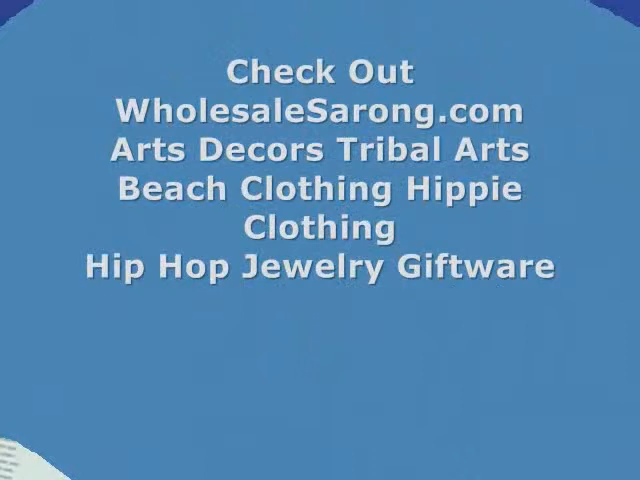 Check Out
WholesaleSarong.com
Arts Decors Tribal Arts
Beach Clothing Hippie
Clothing
Hip Hop Jewelry Giftware